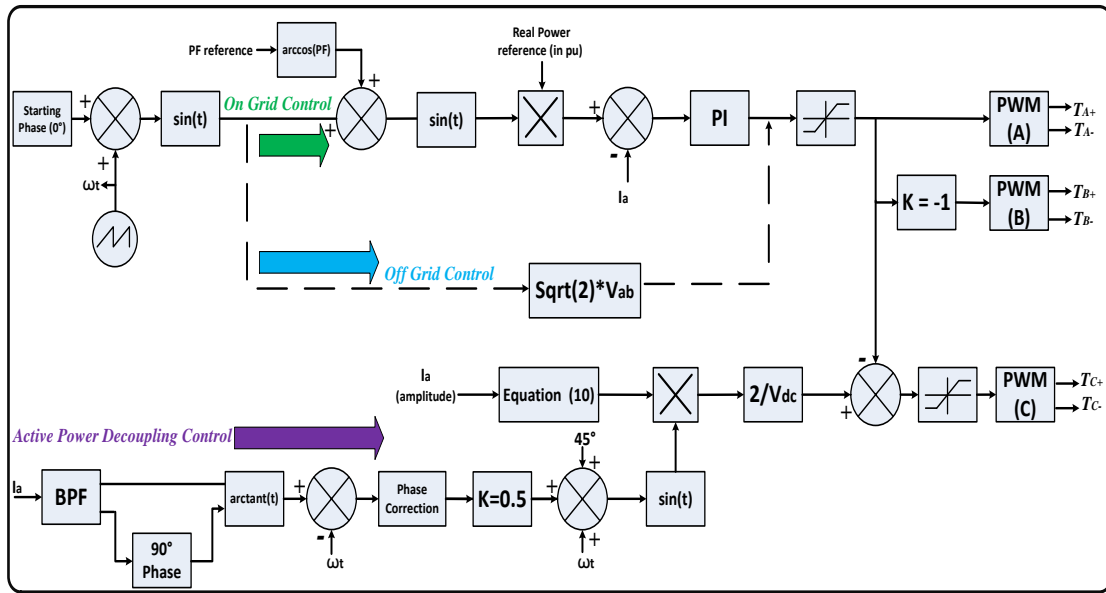 PF reference
arccos(PF)
Real Power
reference (in pu)
Starting
Phase (0°)
+
+
ωt
sin(t)
On Grid Control
+
+
sin(t)
+
-
Ia
PI
PWM
(A)
TA+
TA-
K = -1
PWM
(B)
TB+
TB-
Off Grid Control
Sqrt(2)*Vab
Ia
(amplitude)
Equation (10)
2/Vdc
-
+
PWM
(C)
TC+
TC-
Active Power Decoupling Control
Ia
BPF
90°
Phase
arctant(t)
+
-
ωt
Phase
Correction
K=0.5
45°
+
+
+
ωt
sin(t)